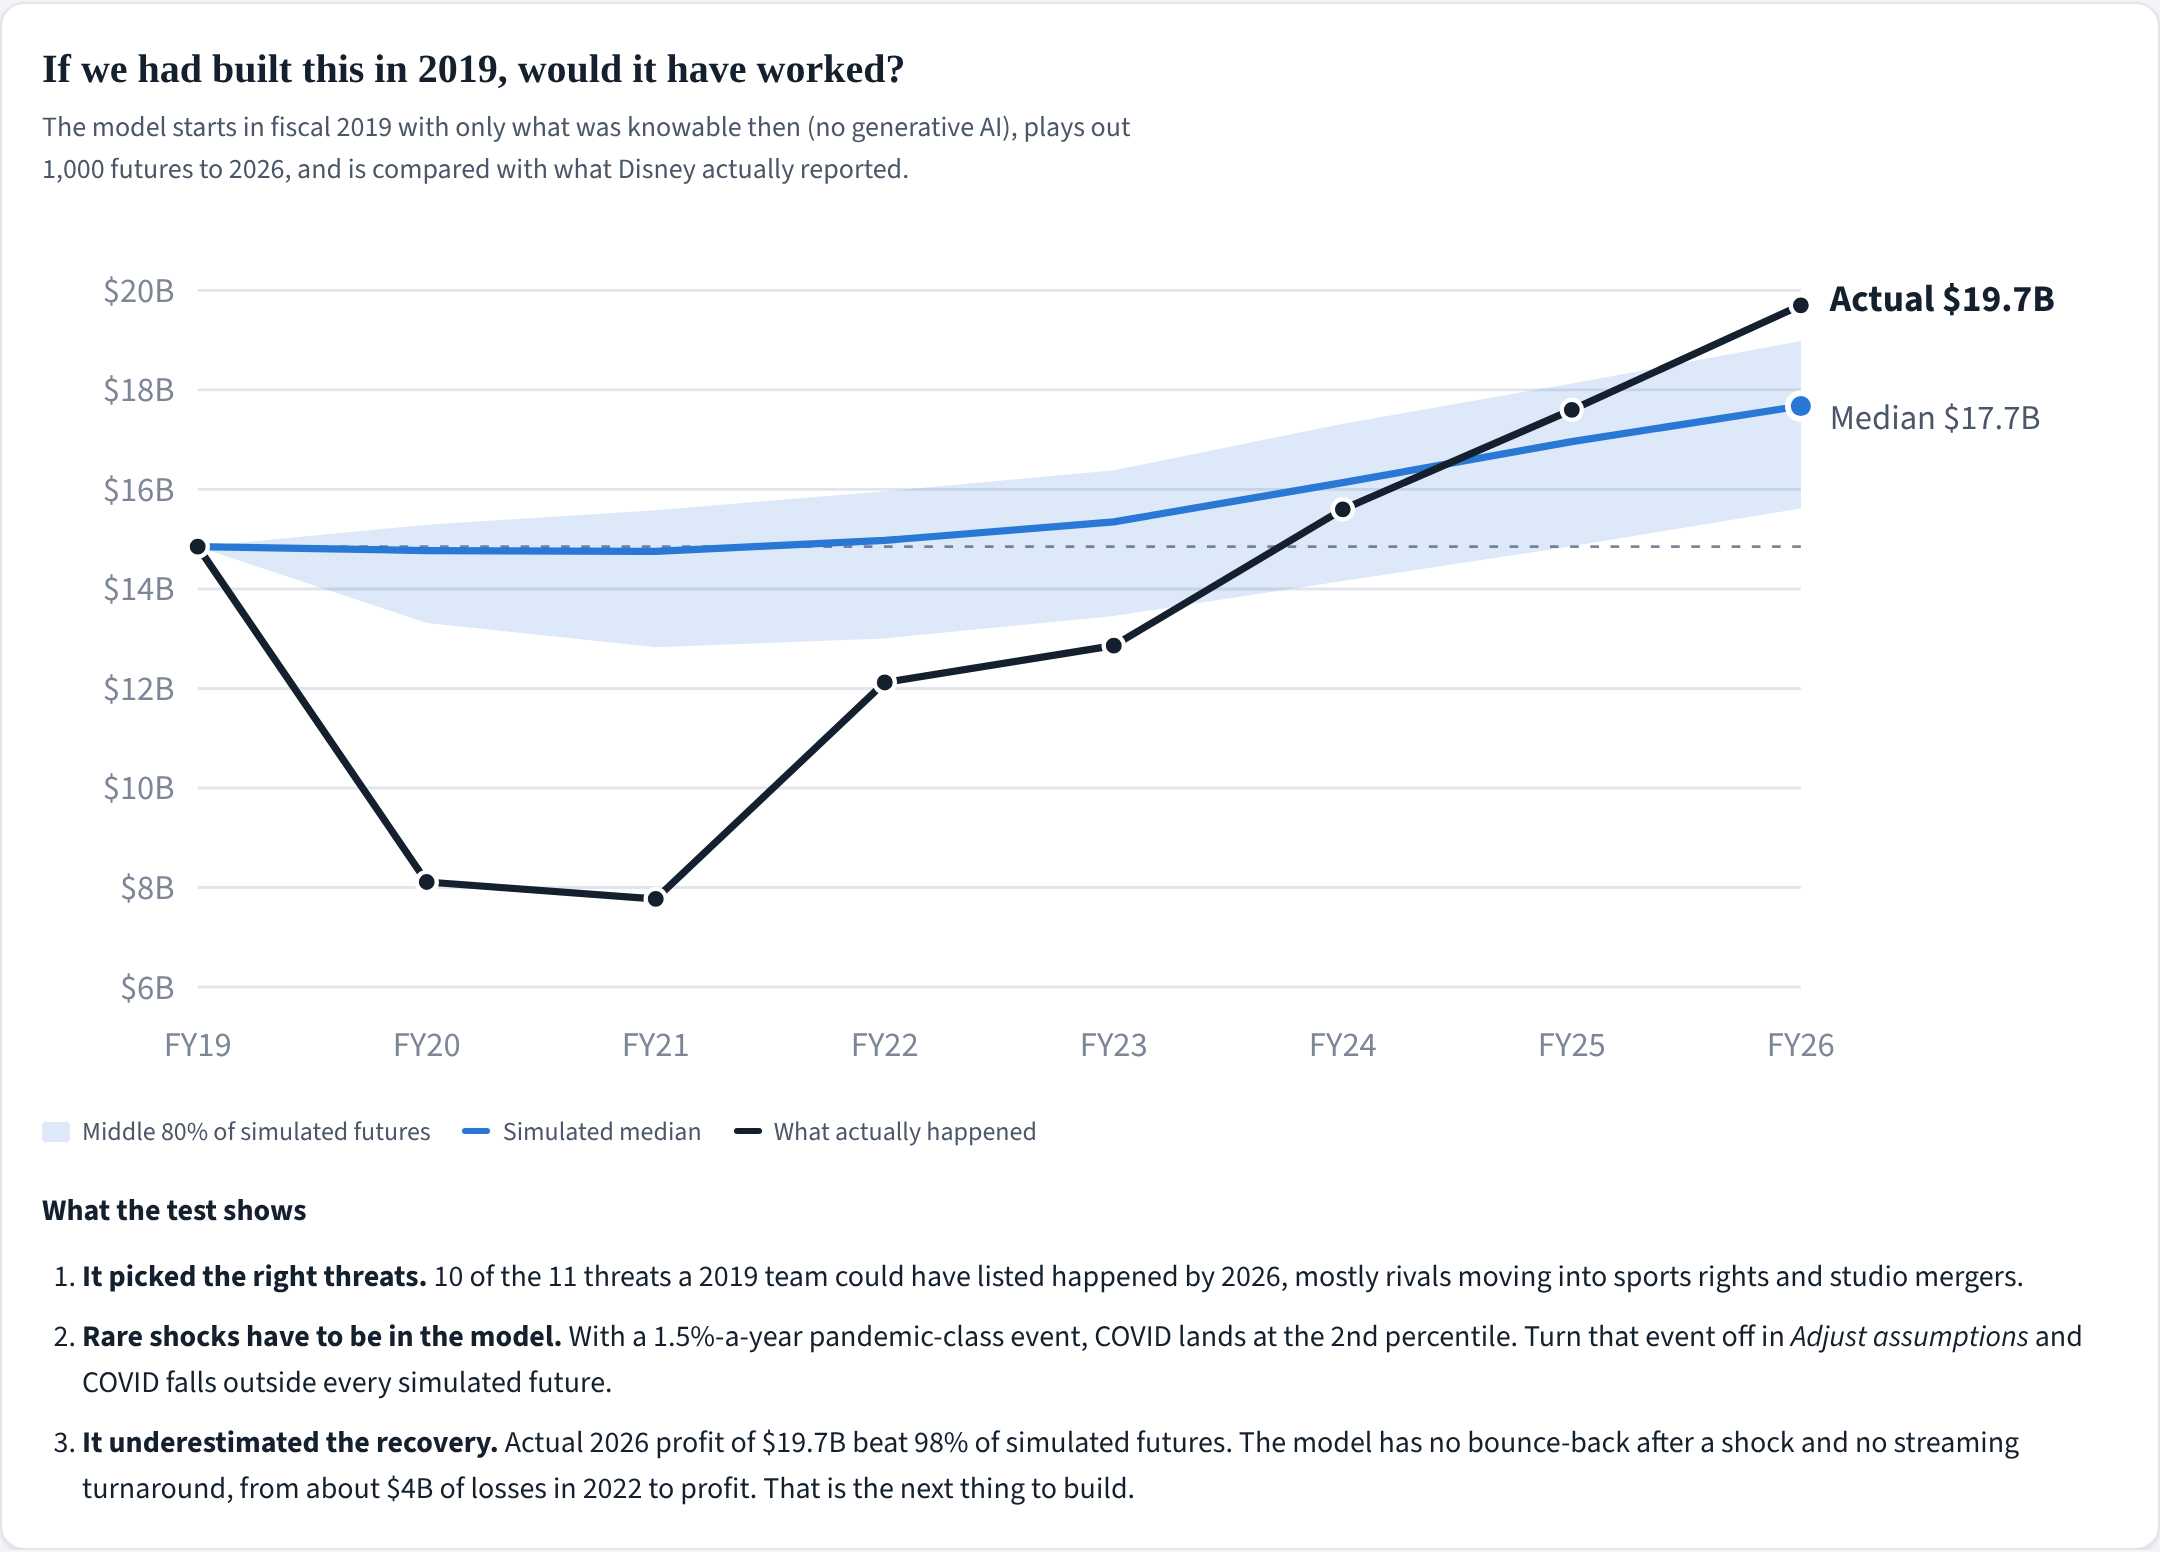 If we had built this in 2019, would it have worked?
The model starts in fiscal 2019 with only what was knowable then (no generative AI), plays out
1,000 futures to 2026, and is compared with what Disney actually reported.
$20B
Actual $19.7B
$18B
Median $17.7B
$16B
$14B
$12B
$10B
$8B
$6B
FY19 FY20 FY21 FY22 FY23 FY24 FY25 FY26
Middle 80% of simulated futures Simulated median What actually happened
What the test shows
1. It picked the right threats. 10 of the 11 threats a 2019 team could have listed happened by 2026, mostly rivals moving into sports rights and studio mergers.
2. Rare shocks have to be in the model. With a 1.5%-a-year pandemic-class event, COVID lands at the 2nd percentile. Turn that event off in Adjust assumptions and
COVID falls outside every simulated future.
3. It underestimated the recovery. Actual 2026 profit of $19.7B beat 98% of simulated futures. The model has no bounce-back after a shock and no streaming
turnaround, from about $4B of losses in 2022 to profit. That is the next thing to build.